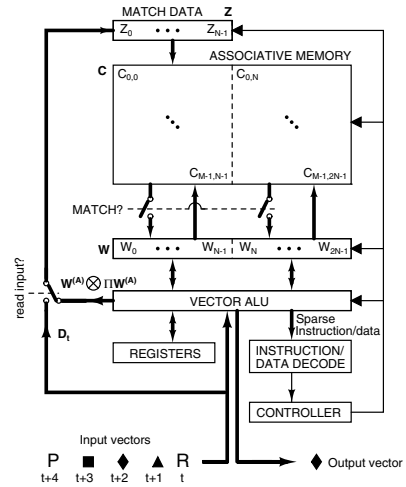 MATCH DATA Z
Z0 ••• ZN-1
ASSOCIATIVE MEMORY
C
C0,0 C0,N
CM-1,N-1 CM-1,2N-1
MATCH?
W
W0 ••• WN-1 WN ••• W2N-1
read input?
W(A) ⊗ ΠW(A)
VECTOR ALU
Dt
Sparse
Instruction/data
REGISTERS
INSTRUCTION/
DATA DECODE
CONTROLLER
Input vectors
P ■ ◆ ▲ R
t+4 t+3 t+2 t+1 t
◆ Output vector